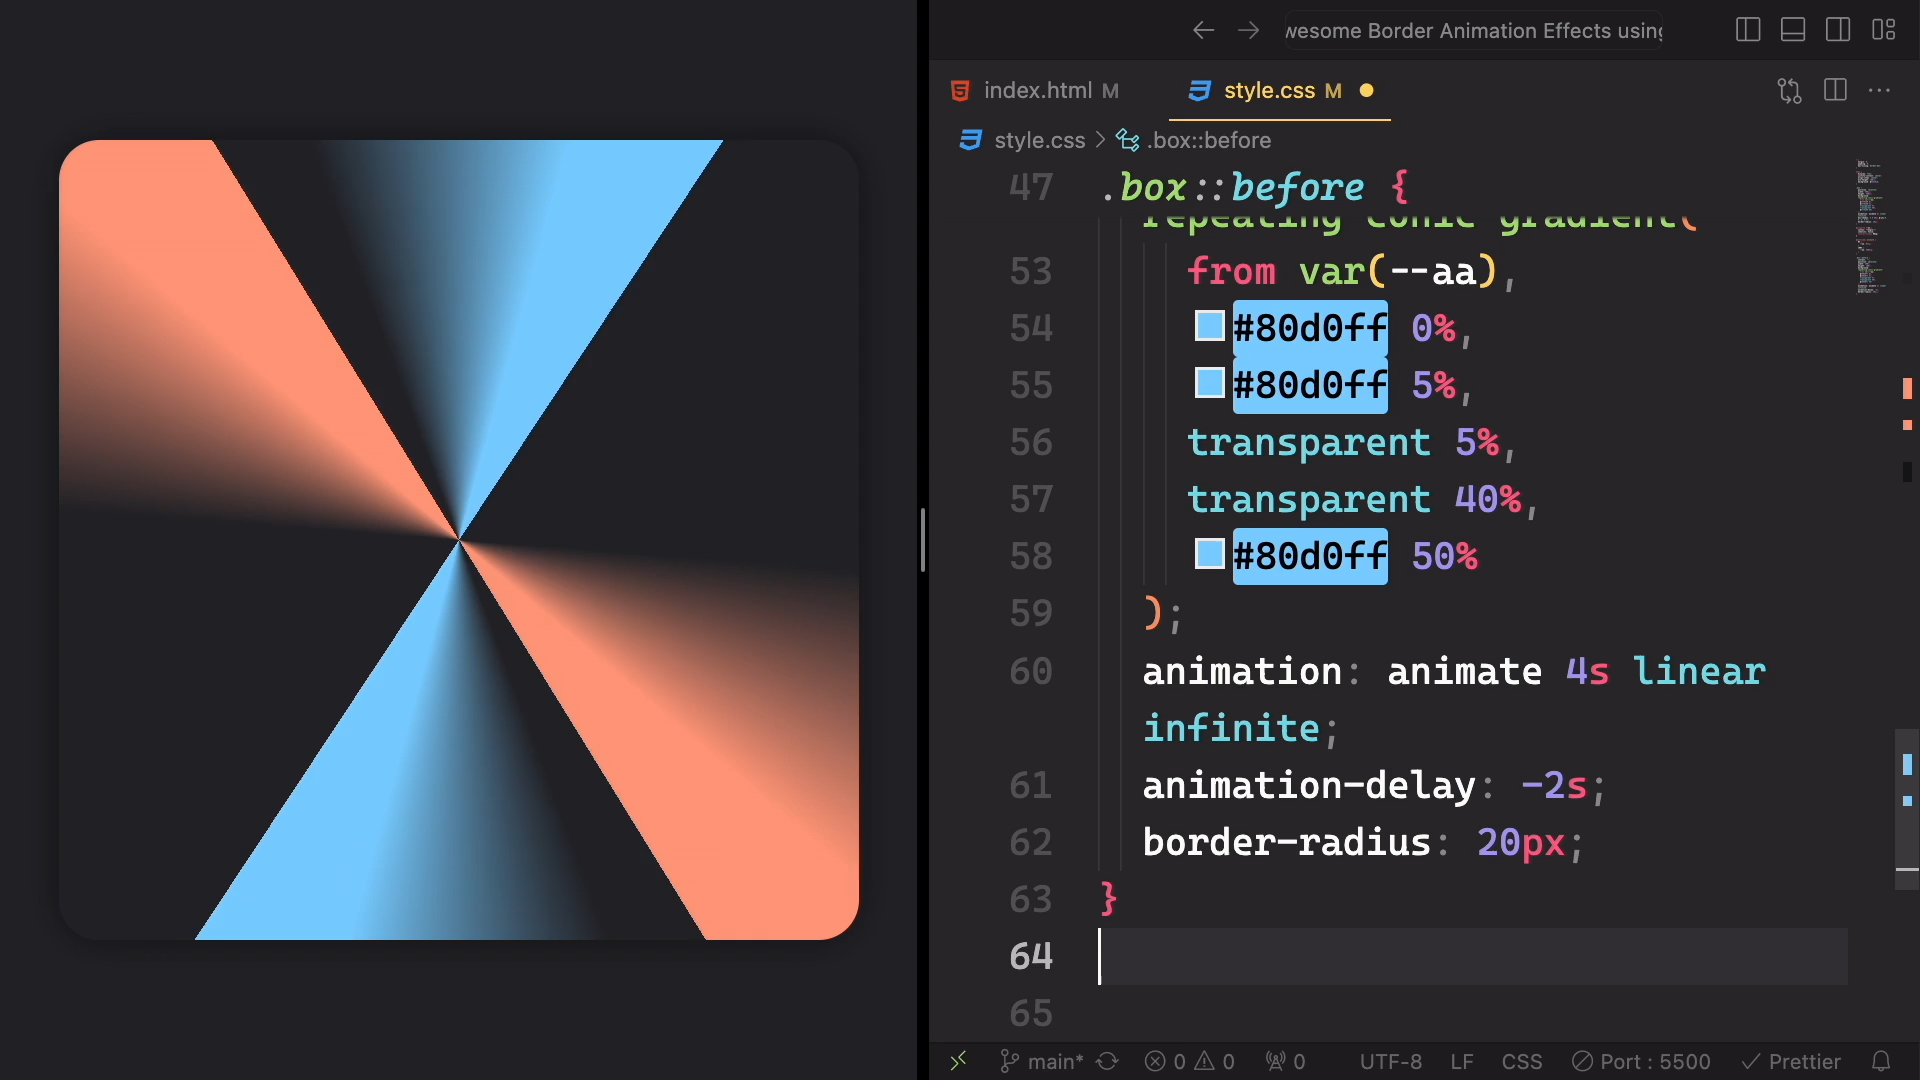 wesome Border Animation Effects using
index.html M
style.css M
style.css > .box::before
47 .box::before {
repeating conic gradient(
53 from var(--aa),
54 #80d0ff 0%,
55 #80d0ff 5%,
56 transparent 5%,
57 transparent 40%,
58 #80d0ff 50%
59 );
60 animation: animate 4s linear
infinite;
61 animation-delay: -2s;
62 border-radius: 20px;
63 }
64
65
main* 0 0 0 UTF-8 LF CSS Port : 5500 Prettier